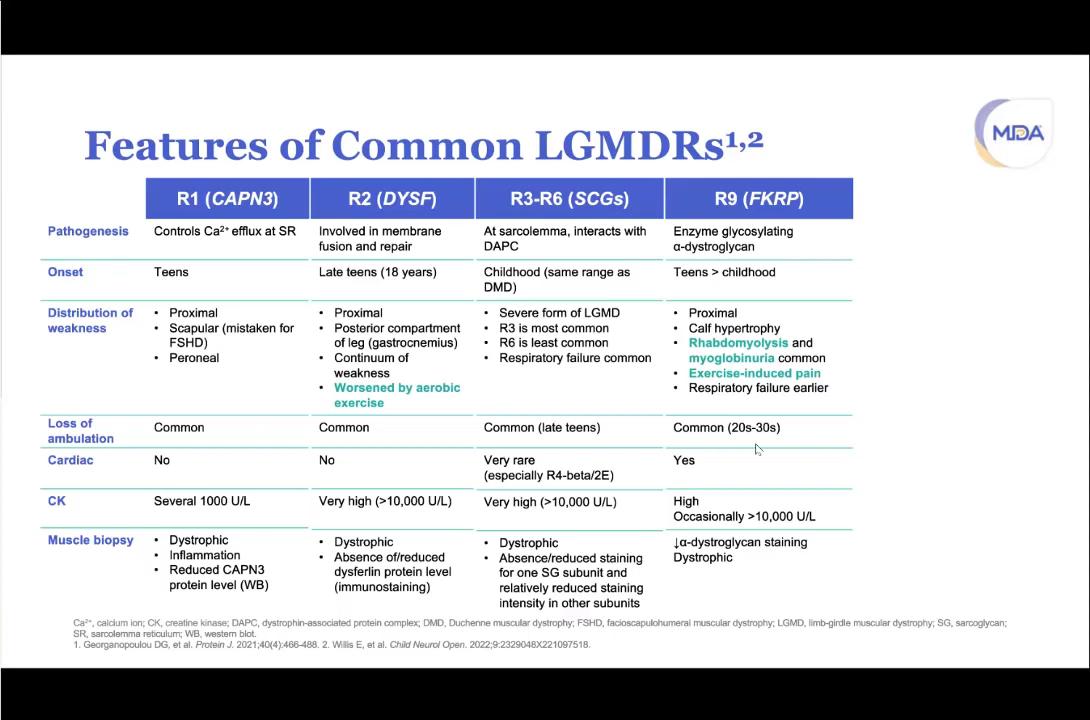 MDA
Features of Common LGMDRs1,2
R1 (CAPN3) R2 (DYSF) R3-R6 (SCGs) R9 (FKRP)
Pathogenesis
Controls Ca²⁺ efflux at SR
Involved in membrane
fusion and repair
At sarcolemma, interacts with
DAPC
Enzyme glycosylating
α-dystroglycan
Onset
Teens
Late teens (18 years)
Childhood (same range as
DMD)
Teens > childhood
Distribution of
weakness
• Proximal
• Scapular (mistaken for
FSHD)
• Peroneal
• Proximal
• Posterior compartment
of leg (gastrocnemius)
• Continuum of
weakness
• Worsened by aerobic
exercise
• Severe form of LGMD
• R3 is most common
• R6 is least common
• Respiratory failure common
• Proximal
• Calf hypertrophy
• Rhabdomyolysis and
myoglobinuria common
• Exercise-induced pain
• Respiratory failure earlier
Loss of
ambulation
Common
Common
Common (late teens)
Common (20s-30s)
Cardiac
No
No
Very rare
(especially R4-beta/2E)
Yes
CK
Several 1000 U/L
Very high (>10,000 U/L)
Very high (>10,000 U/L)
High
Occasionally >10,000 U/L
Muscle biopsy
• Dystrophic
• Inflammation
• Reduced CAPN3
protein level (WB)
• Dystrophic
• Absence of/reduced
dysferlin protein level
(immunostaining)
• Dystrophic
• Absence/reduced staining
for one SG subunit and
relatively reduced staining
intensity in other subunits
↓α-dystroglycan staining
Dystrophic
Ca²⁺, calcium ion; CK, creatine kinase; DAPC, dystrophin-associated protein complex; DMD, Duchenne muscular dystrophy; FSHD, facioscapulohumeral muscular dystrophy; LGMD, limb-girdle muscular dystrophy; SG, sarcoglycan;
SR, sarcolemma reticulum; WB, western blot.
1. Georganopoulou DG, et al. Protein J. 2021;40(4):466-488. 2. Willis E, et al. Child Neurol Open. 2022;9:2329048X221097518.